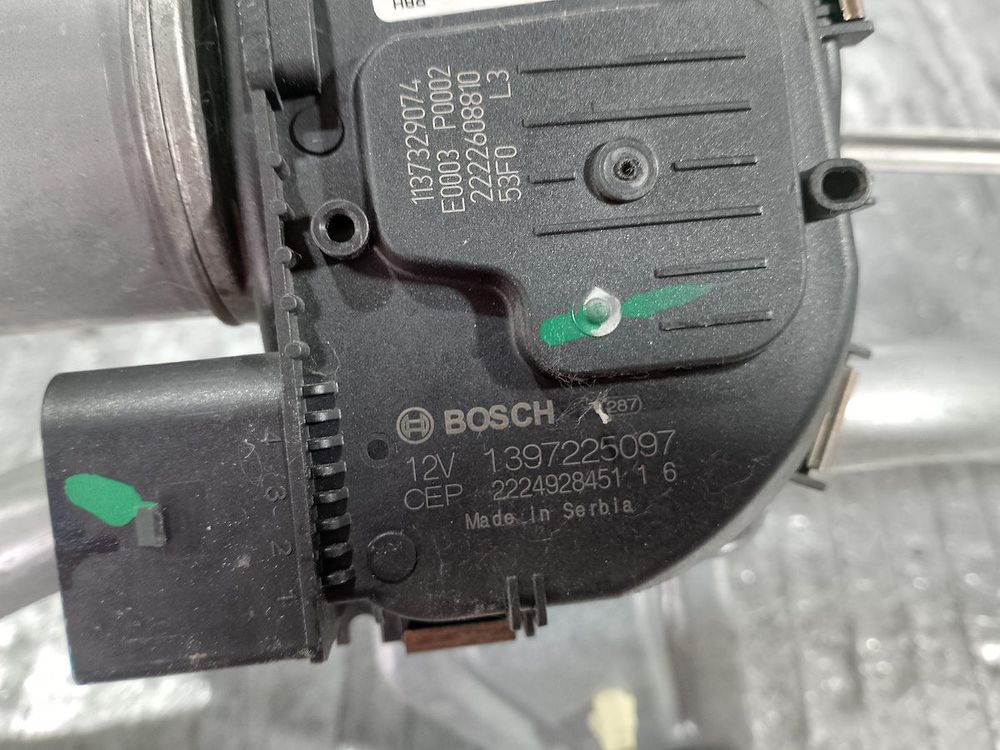 1137329074
E0003 P0002
2222608810
53F0 L3
BOSCH
12V 1397225097
CEP 2224928451 1 6
Made in Serbia
4
3
2
1